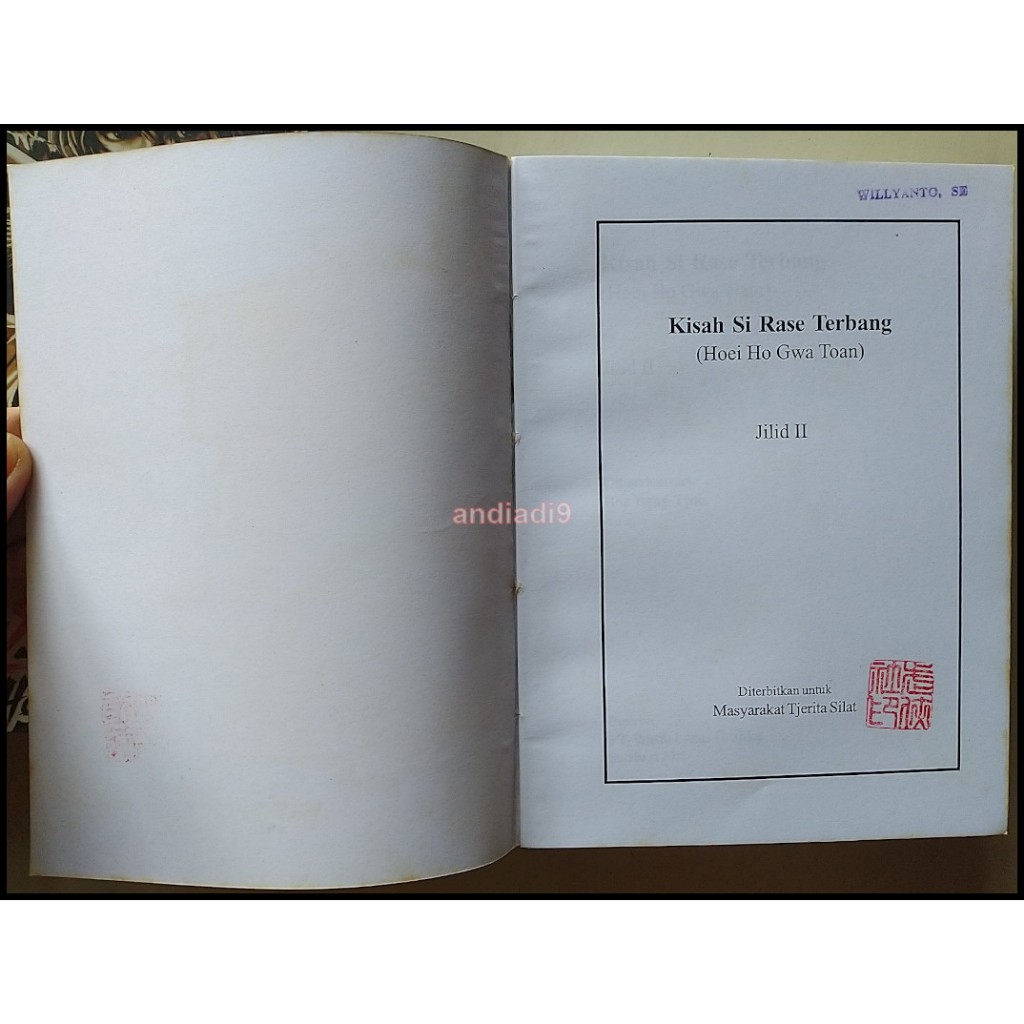 WILLYANTO, SE
Kisah Si Rase Terbang
(Hoei Ho Gwa Toan)
Jilid II
andiadi9
Diterbitkan untuk
Masyarakat Tjerita Silat